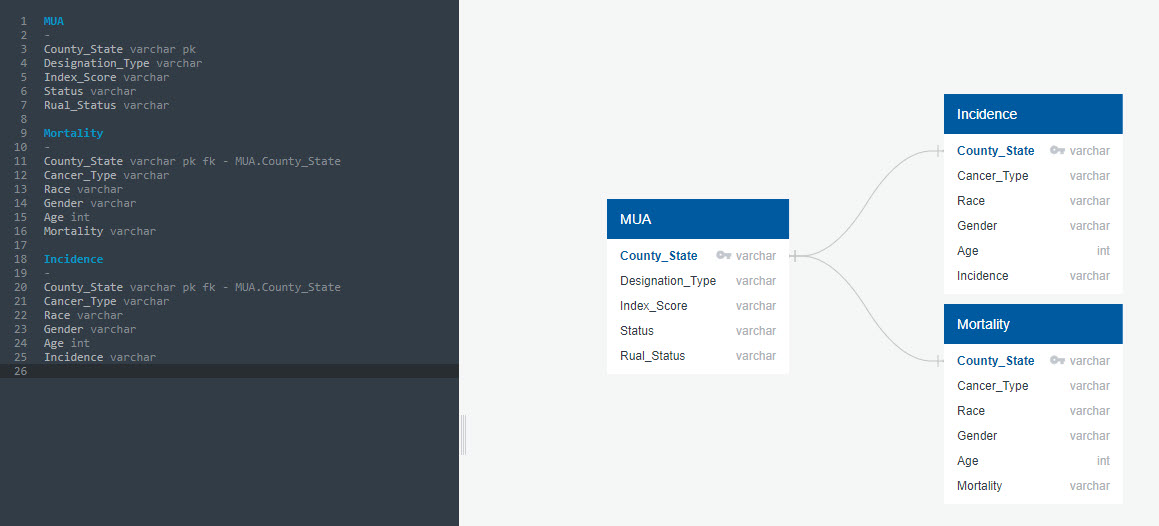 1 MUA
2 -
3 County_State varchar pk
4 Designation_Type varchar
5 Index_Score varchar
6 Status varchar
7 Rual_Status varchar
8
9 Mortality
10 -
11 County_State varchar pk fk - MUA.County_State
12 Cancer_Type varchar
13 Race varchar
14 Gender varchar
15 Age int
16 Mortality varchar
17
18 Incidence
19 -
20 County_State varchar pk fk - MUA.County_State
21 Cancer_Type varchar
22 Race varchar
23 Gender varchar
24 Age int
25 Incidence varchar
26
MUA
County_State varchar
Designation_Type varchar
Index_Score varchar
Status varchar
Rual_Status varchar
Incidence
County_State varchar
Cancer_Type varchar
Race varchar
Gender varchar
Age int
Incidence varchar
Mortality
County_State varchar
Cancer_Type varchar
Race varchar
Gender varchar
Age int
Mortality varchar